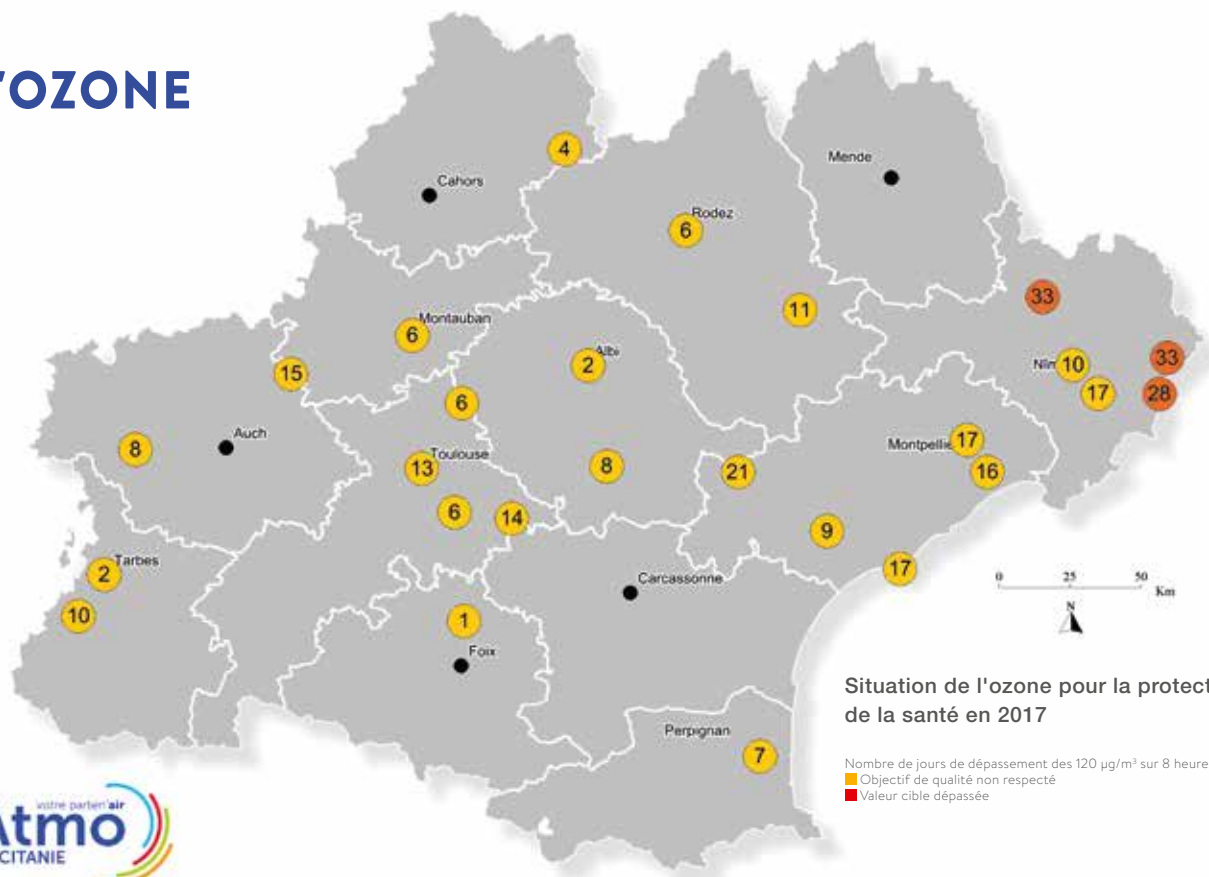 'OZONE
4
Cahors
Mende
Rodez
6
33
11
Montauban
6
Albi
2
15
Nîm
10
33
17
28
6
Auch
8
Toulouse
13
8
Montpellie
17
21
16
6
14
9
17
Tarbes
2
10
Carcassonne
0 25 50
Km
N
1
Foix
Perpignan
7
Situation de l'ozone pour la protect
de la santé en 2017
Nombre de jours de dépassement des 120 µg/m³ sur 8 heure
Objectif de qualité non respecté
Valeur cible dépassée
votre parten'air
Atmo
CITANIE